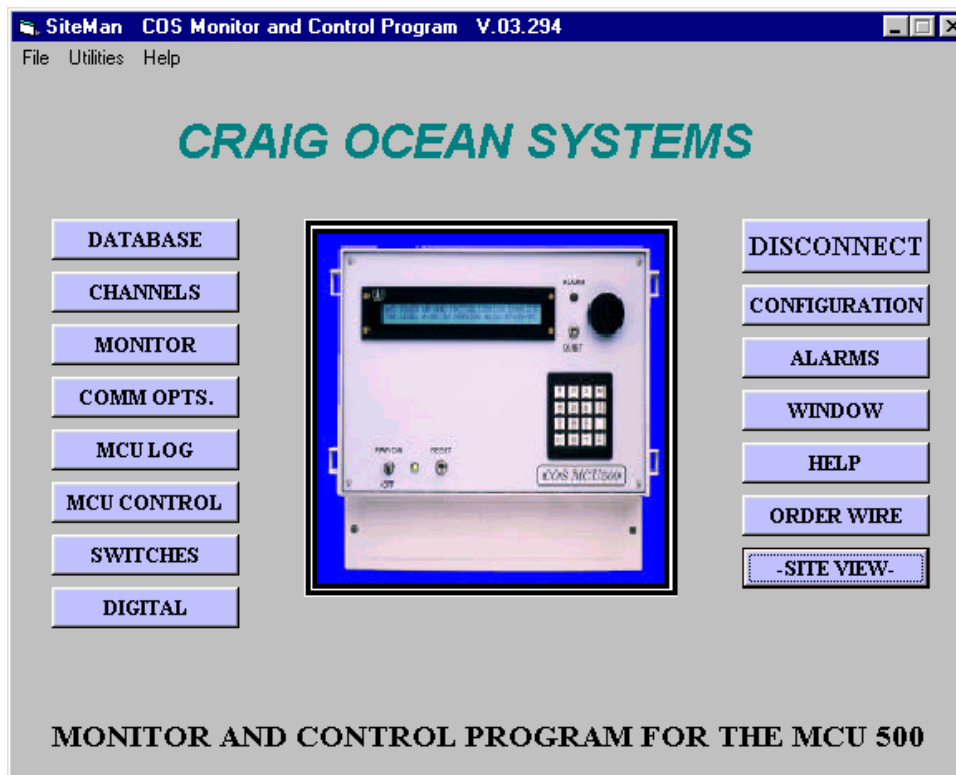 SiteMan COS Monitor and Control Program V.03.294
File Utilities Help
CRAIG OCEAN SYSTEMS
DATABASE
CHANNELS
MONITOR
COMM OPTS.
MCU LOG
MCU CONTROL
SWITCHES
DIGITAL
ALARM
QUIET
PWR ON
RESET
OFF
COS MCU500
DISCONNECT
CONFIGURATION
ALARMS
WINDOW
HELP
ORDER WIRE
-SITE VIEW-
MONITOR AND CONTROL PROGRAM FOR THE MCU 500